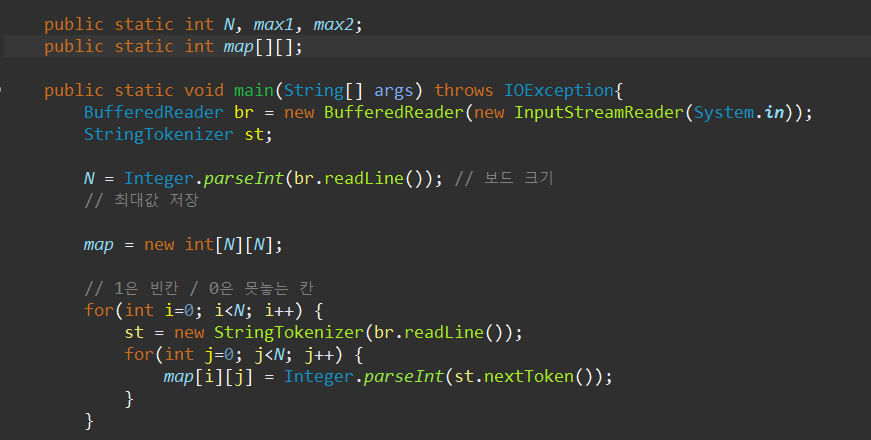 public static int N, max1, max2;
public static int map[][];
public static void main(String[] args) throws IOException{
BufferedReader br = new BufferedReader(new InputStreamReader(System.in));
StringTokenizer st;
N = Integer.parseInt(br.readLine()); // 보드 크기
// 최대값 저장
map = new int[N][N];
// 1은 빈칸 / 0은 못놓는 칸
for(int i=0; i<N; i++) {
st = new StringTokenizer(br.readLine());
for(int j=0; j<N; j++) {
map[i][j] = Integer.parseInt(st.nextToken());
}
}